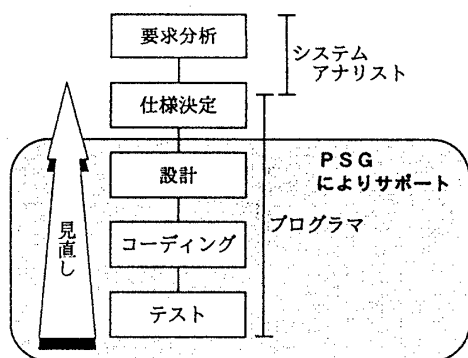 要求分析
システム
アナリスト
仕様決定
PSG
によりサポート
設計
プログラマ
見直し
コーディング
テスト